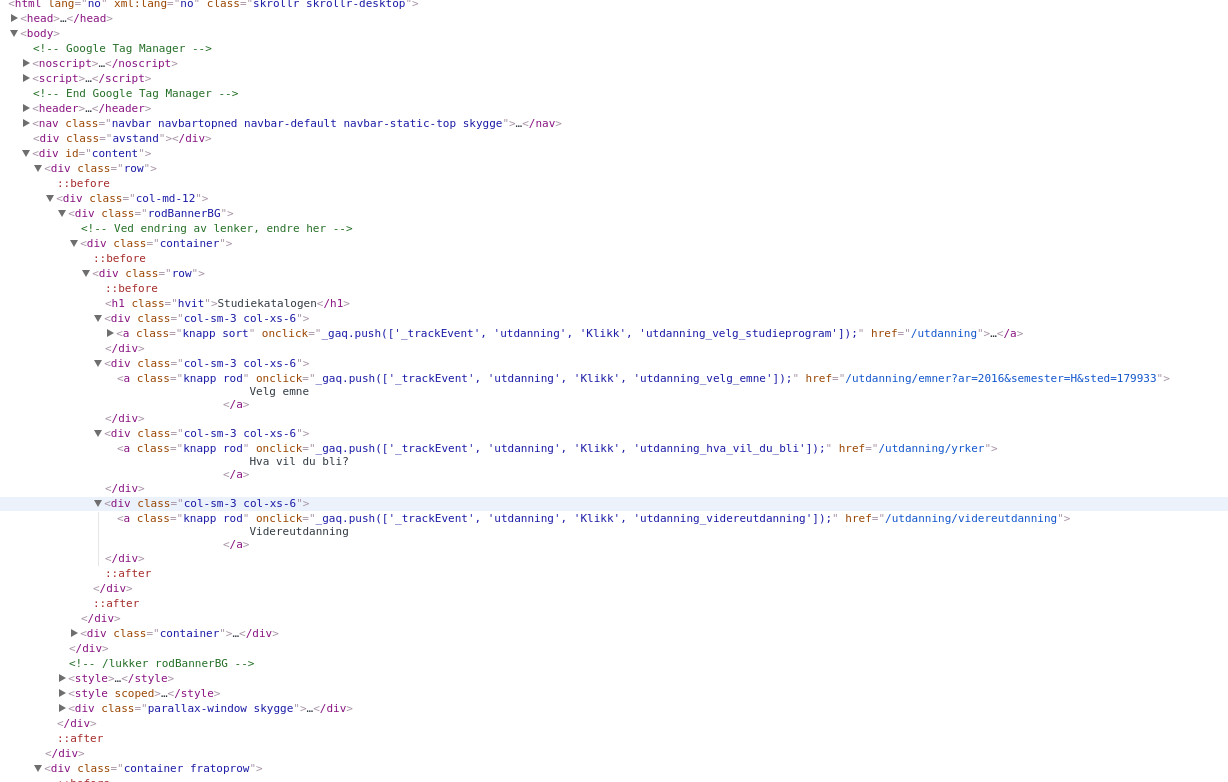 <html lang="no" xml:lang="no" class="skrollr skrollr-desktop">
<head>…</head>
<body>
<!-- Google Tag Manager -->
<noscript>…</noscript>
<script>…</script>
<!-- End Google Tag Manager -->
<header>…</header>
<nav class="navbar navbartopned navbar-default navbar-static-top skygge">…</nav>
<div class="avstand"></div>
<div id="content">
<div class="row">
::before
<div class="col-md-12">
<div class="rodBannerBG">
<!-- Ved endring av lenker, endre her -->
<div class="container">
::before
<div class="row">
::before
<h1 class="hvit">Studiekatalogen</h1>
<div class="col-sm-3 col-xs-6">
<a class="knapp sort" onclick="_gaq.push(['_trackEvent', 'utdanning', 'Klikk', 'utdanning_velg_studieprogram']);" href="/utdanning">…</a>
</div>
<div class="col-sm-3 col-xs-6">
<a class="knapp rod" onclick="_gaq.push(['_trackEvent', 'utdanning', 'Klikk', 'utdanning_velg_emne']);" href="/utdanning/emner?ar=2016&semester=H&sted=179933">
Velg emne
</a>
</div>
<div class="col-sm-3 col-xs-6">
<a class="knapp rod" onclick="_gaq.push(['_trackEvent', 'utdanning', 'Klikk', 'utdanning_hva_vil_du_bli']);" href="/utdanning/yrker">
Hva vil du bli?
</a>
</div>
<div class="col-sm-3 col-xs-6">
<a class="knapp rod" onclick="_gaq.push(['_trackEvent', 'utdanning', 'Klikk', 'utdanning_videreutdanning']);" href="/utdanning/videreutdanning">
Videreutdanning
</a>
</div>
::after
</div>
::after
</div>
<div class="container">…</div>
</div>
<!-- /lukker rodBannerBG -->
<style>…</style>
<style scoped>…</style>
<div class="parallax-window skygge">…</div>
</div>
::after
</div>
<div class="container fratoprow">
::before